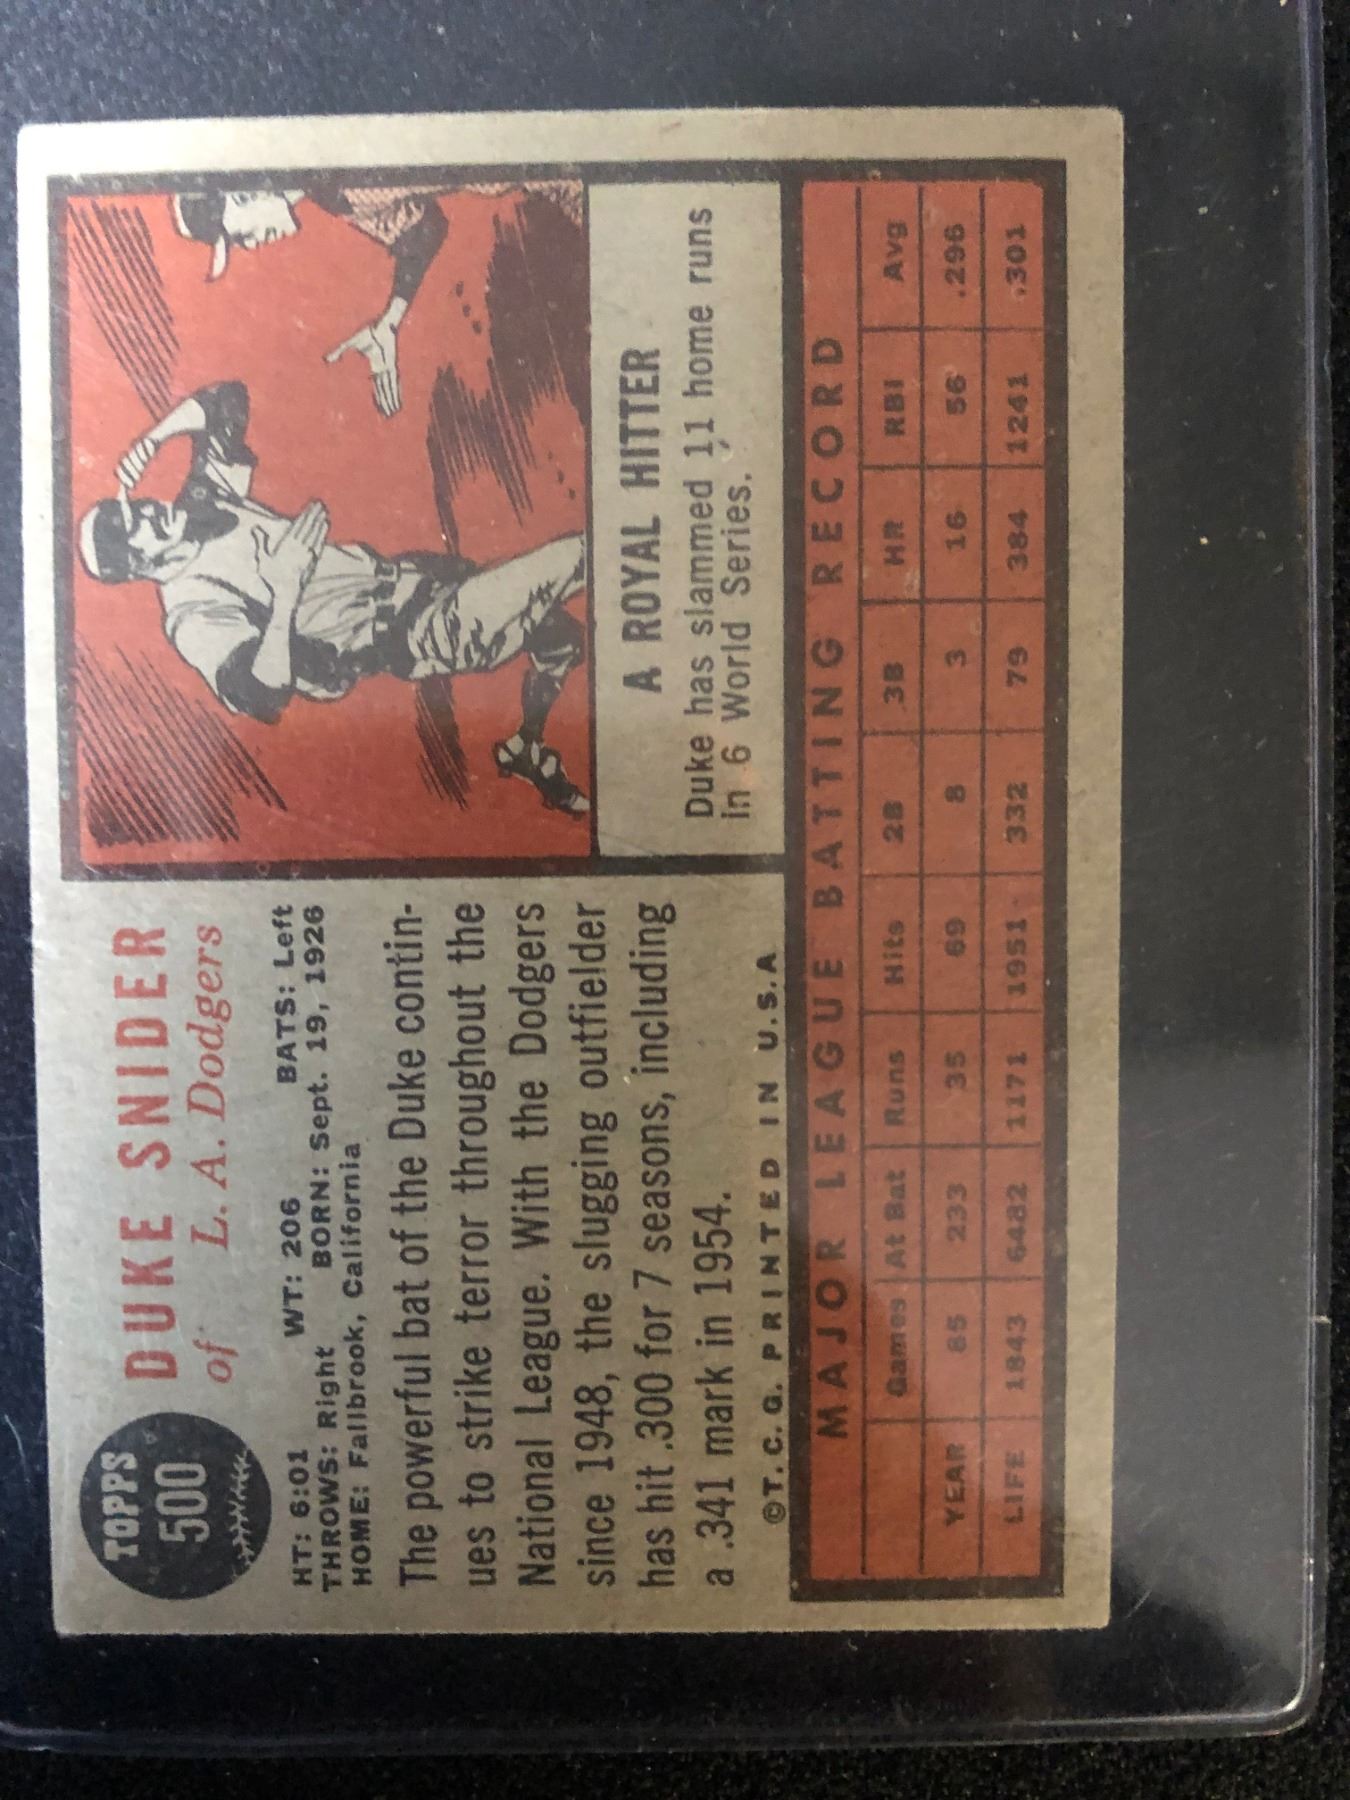 TOPPS
500
DUKE SNIDER
of L. A. Dodgers
HT: 6:01 WT: 206 BATS: Left
THROWS: Right BORN: Sept. 19, 1926
HOME: Fallbrook, California
The powerful bat of the Duke contin-
ues to strike terror throughout the
National League. With the Dodgers
since 1948, the slugging outfielder
has hit .300 for 7 seasons, including
a .341 mark in 1954.
©T. C. G. PRINTED IN U.S.A
A ROYAL HITTER
Duke has slammed 11 home runs
in 6 World Series.
MAJOR LEAGUE BATTING RECORD
Games At Bat Runs Hits 2B 3B HR RBI Avg
YEAR 85 233 35 69 8 3 16 56 .296
LIFE 1843 6482 1171 1951 332 79 384 1241 .301